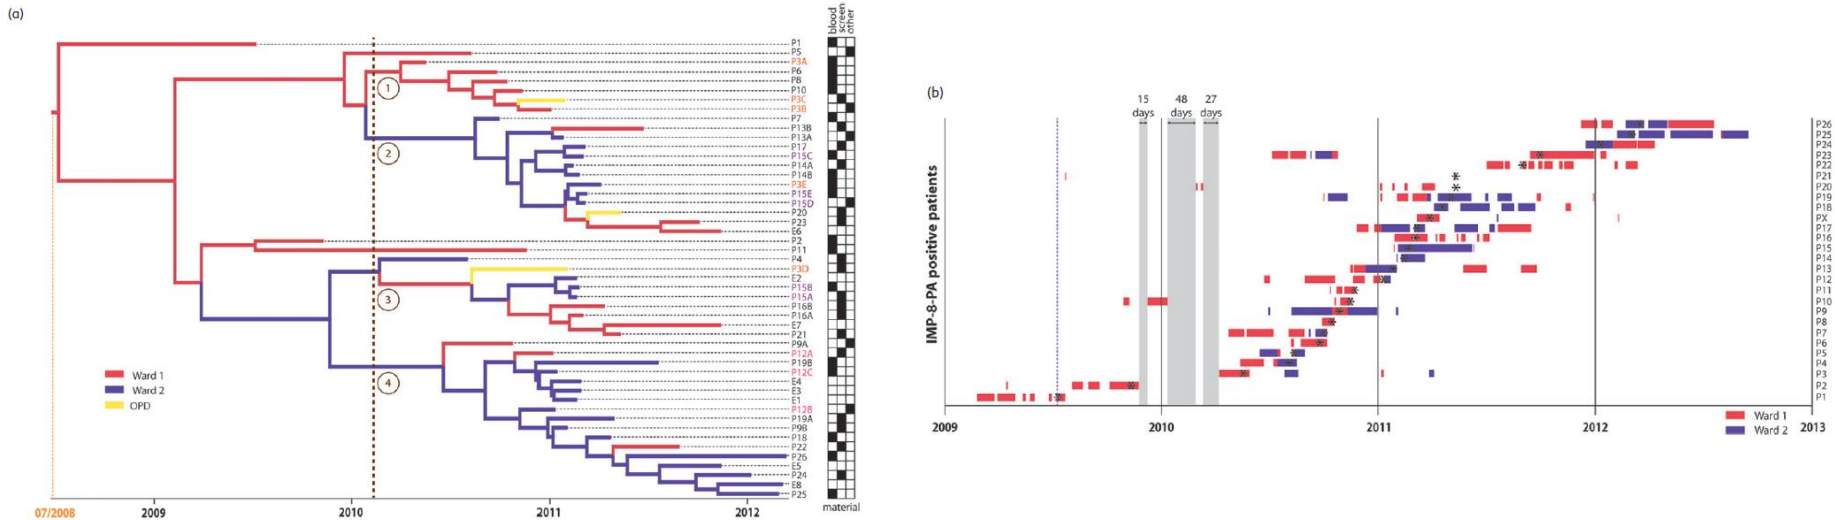 (a)
blood
screen
other
P1
P5
P3A
P6
P8
P10
P3C
P3B
P7
P13B
P13A
P17
P15C
P14A
P14B
P3E
P15E
P15D
P20
P23
E6
P2
P11
P4
P3D
E2
P15B
P15A
P16B
P16A
E7
P21
P9A
P12A
P19B
P12C
E4
E3
E1
P12B
P19A
P9B
P18
P22
P26
E5
P24
E8
P25
1
2
3
4
Ward 1
Ward 2
OPD
07/2008 2009 2010 2011 2012
material
(b)
15 days
48 days
27 days
IMP-8-PA positive patients
P26
P25
P24
P23
P22
P21
P20
P19
P18
PX
P17
P16
P15
P14
P13
P12
P11
P10
P9
P8
P7
P6
P5
P4
P3
P2
P1
2009 2010 2011 2012 2013
Ward 1
Ward 2